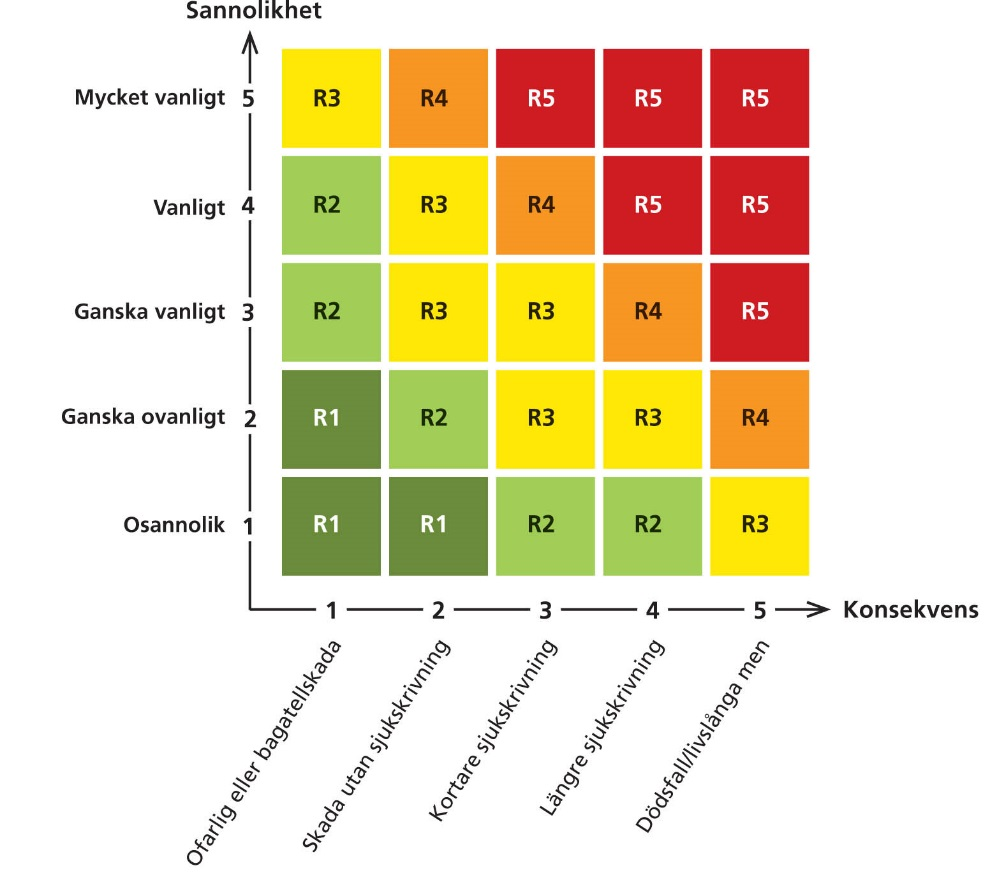 Sannolikhet
Mycket vanligt 5 R3 R4 R5 R5 R5
Vanligt 4 R2 R3 R4 R5 R5
Ganska vanligt 3 R2 R3 R3 R4 R5
Ganska ovanligt 2 R1 R2 R3 R3 R4
Osannolik 1 R1 R1 R2 R2 R3
1 2 3 4 5 Konsekvens
Ofarlig eller bagatellskada
Skada utan sjukskrivning
Kortare sjukskrivning
Längre sjukskrivning
Dödsfall/livslånga men